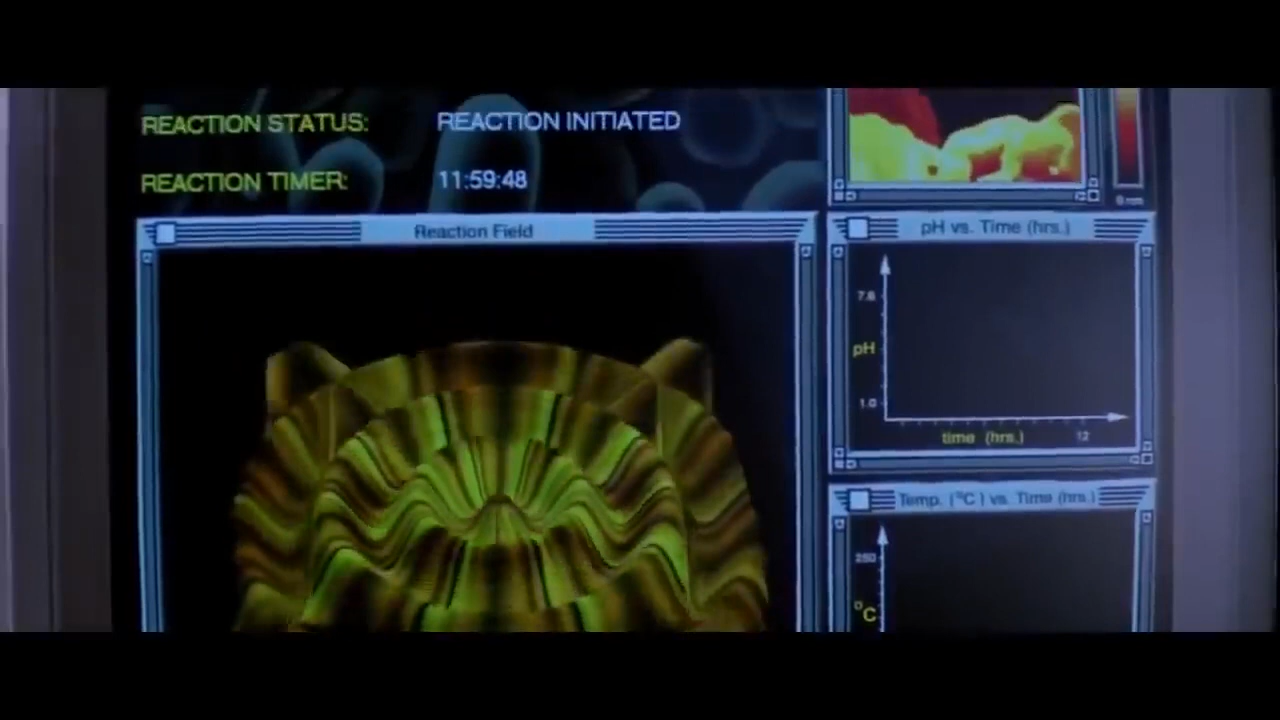 REACTION STATUS: REACTION INITIATED
REACTION TIMER: 11:59:48
Reaction Field
pH vs. Time (hrs.)
7.6
pH
1.0
time (hrs.)
12
Temp. (°C) vs. Time (hrs.)
250
°C